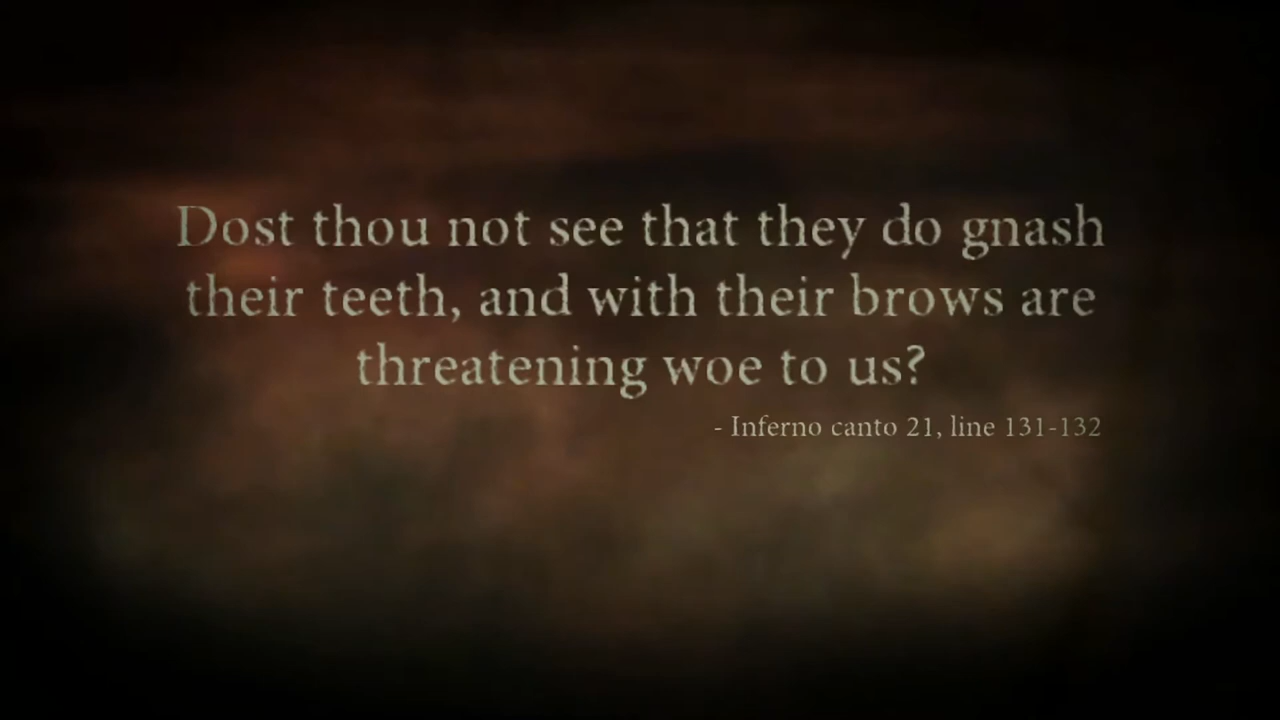 Dost thou not see that they do gnash
their teeth, and with their brows are
threatening woe to us?
- Inferno canto 21, line 131-132